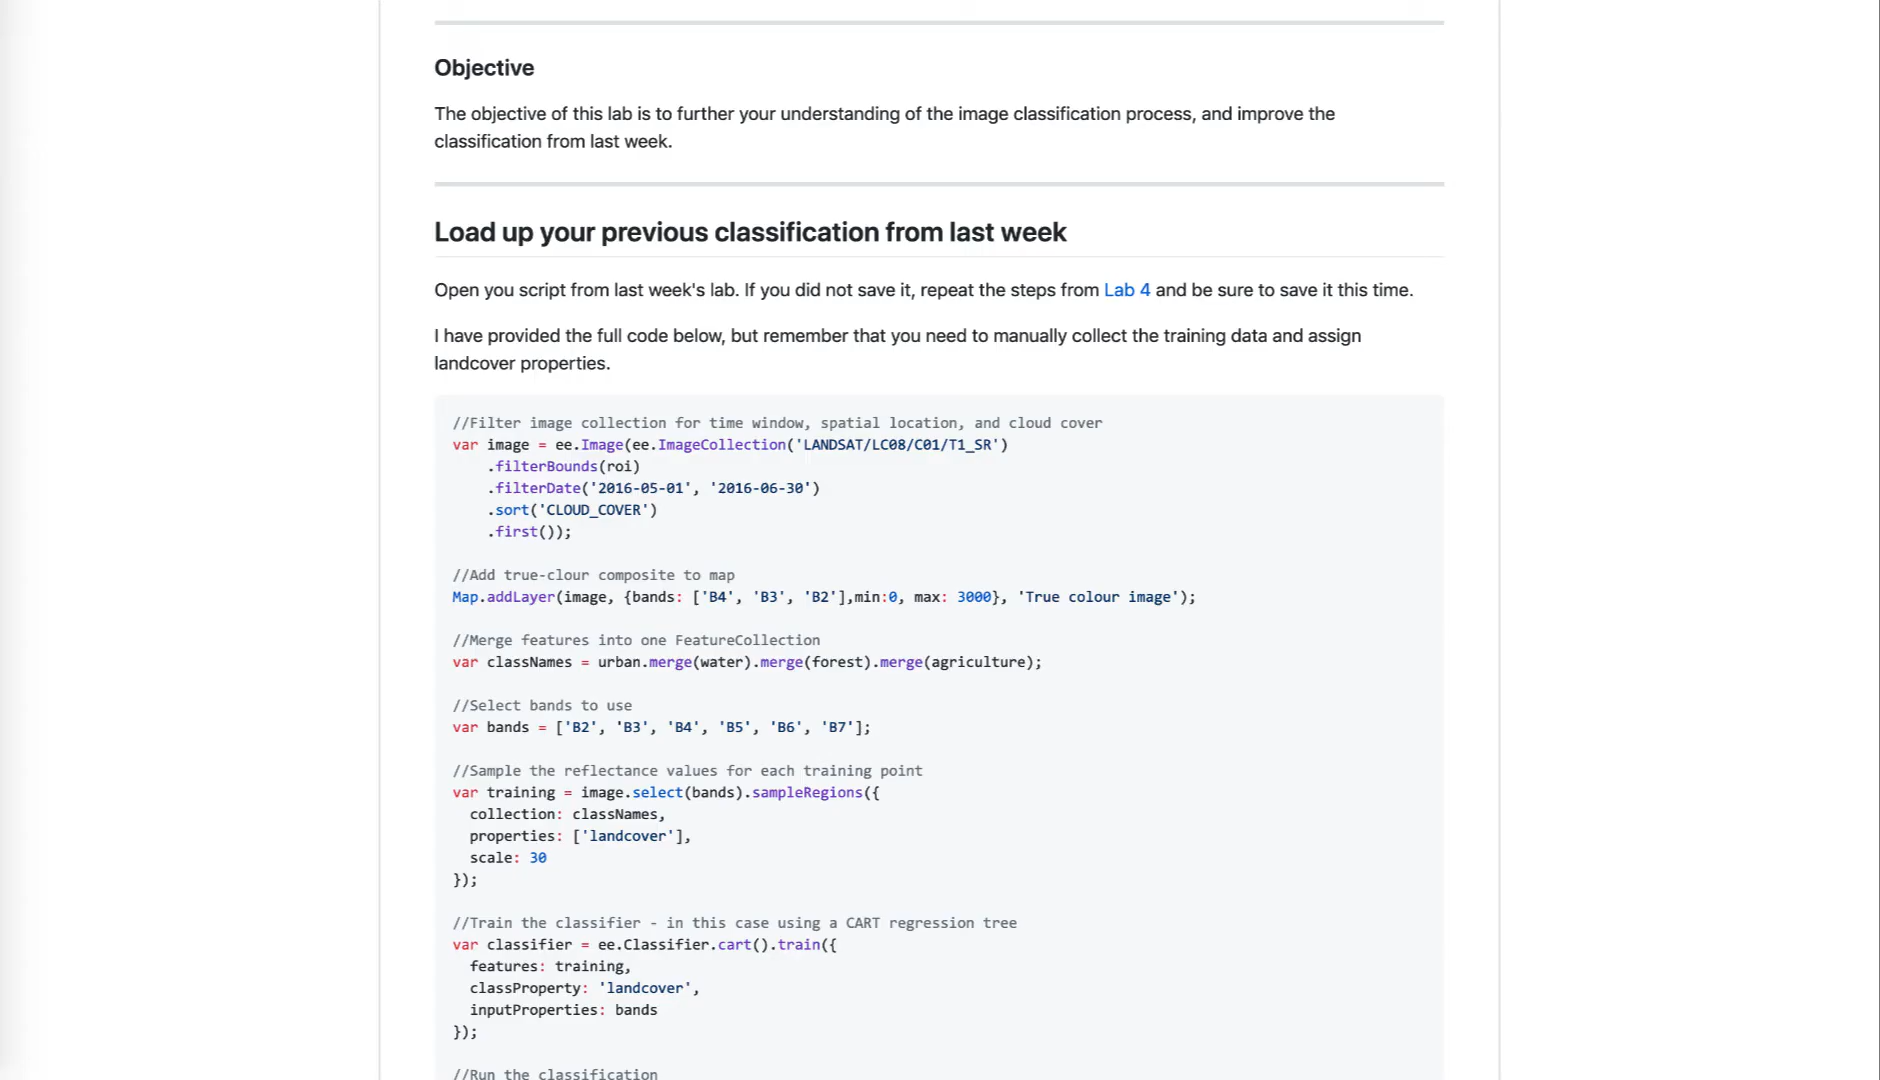 Objective
The objective of this lab is to further your understanding of the image classification process, and improve the
classification from last week.
Load up your previous classification from last week
Open you script from last week's lab. If you did not save it, repeat the steps from Lab 4 and be sure to save it this time.
I have provided the full code below, but remember that you need to manually collect the training data and assign
landcover properties.
//Filter image collection for time window, spatial location, and cloud cover
var image = ee.Image(ee.ImageCollection('LANDSAT/LC08/C01/T1_SR')
    .filterBounds(roi)
    .filterDate('2016-05-01', '2016-06-30')
    .sort('CLOUD_COVER')
    .first());
//Add true-clour composite to map
Map.addLayer(image, {bands: ['B4', 'B3', 'B2'],min:0, max: 3000}, 'True colour image');
//Merge features into one FeatureCollection
var classNames = urban.merge(water).merge(forest).merge(agriculture);
//Select bands to use
var bands = ['B2', 'B3', 'B4', 'B5', 'B6', 'B7'];
//Sample the reflectance values for each training point
var training = image.select(bands).sampleRegions({
  collection: classNames,
  properties: ['landcover'],
  scale: 30
});
//Train the classifier - in this case using a CART regression tree
var classifier = ee.Classifier.cart().train({
  features: training,
  classProperty: 'landcover',
  inputProperties: bands
});
//Run the classification